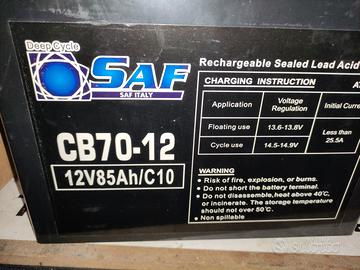 Deep Cycle
SAF
SAF ITALY
CB70-12
12V85Ah/C10
Rechargeable Sealed Lead Acid
CHARGING INSTRUCTION
Application Voltage Regulation Initial Curre
Floating use 13.6-13.8V Less than 25.5A
Cycle use 14.5-14.9V
WARNING
Risk of fire, explosion, or burns.
Do not short the battery terminal.
Do not disassemble, heat above 40°C,
or incinerate. The storage temperature
should not over 50°C.
Non spillable
subito